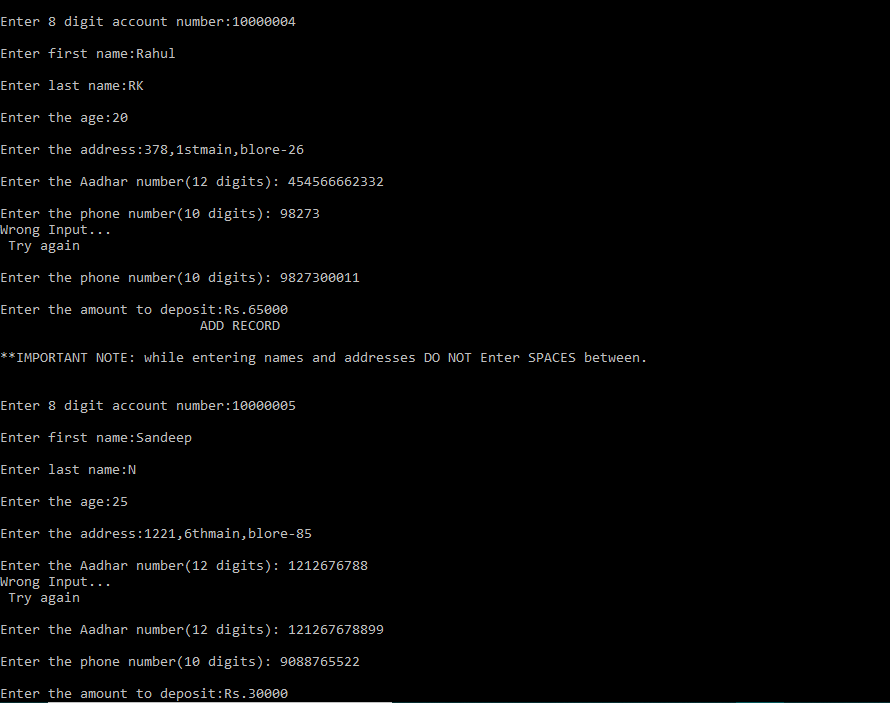 Enter 8 digit account number:10000004
Enter first name:Rahul
Enter last name:RK
Enter the age:20
Enter the address:378,1stmain,blore-26
Enter the Aadhar number(12 digits): 454566662332
Enter the phone number(10 digits): 98273
Wrong Input...
Try again
Enter the phone number(10 digits): 9827300011
Enter the amount to deposit:Rs.65000
ADD RECORD
**IMPORTANT NOTE: while entering names and addresses DO NOT Enter SPACES between.
Enter 8 digit account number:10000005
Enter first name:Sandeep
Enter last name:N
Enter the age:25
Enter the address:1221,6thmain,blore-85
Enter the Aadhar number(12 digits): 1212676788
Wrong Input...
Try again
Enter the Aadhar number(12 digits): 121267678899
Enter the phone number(10 digits): 9088765522
Enter the amount to deposit:Rs.30000